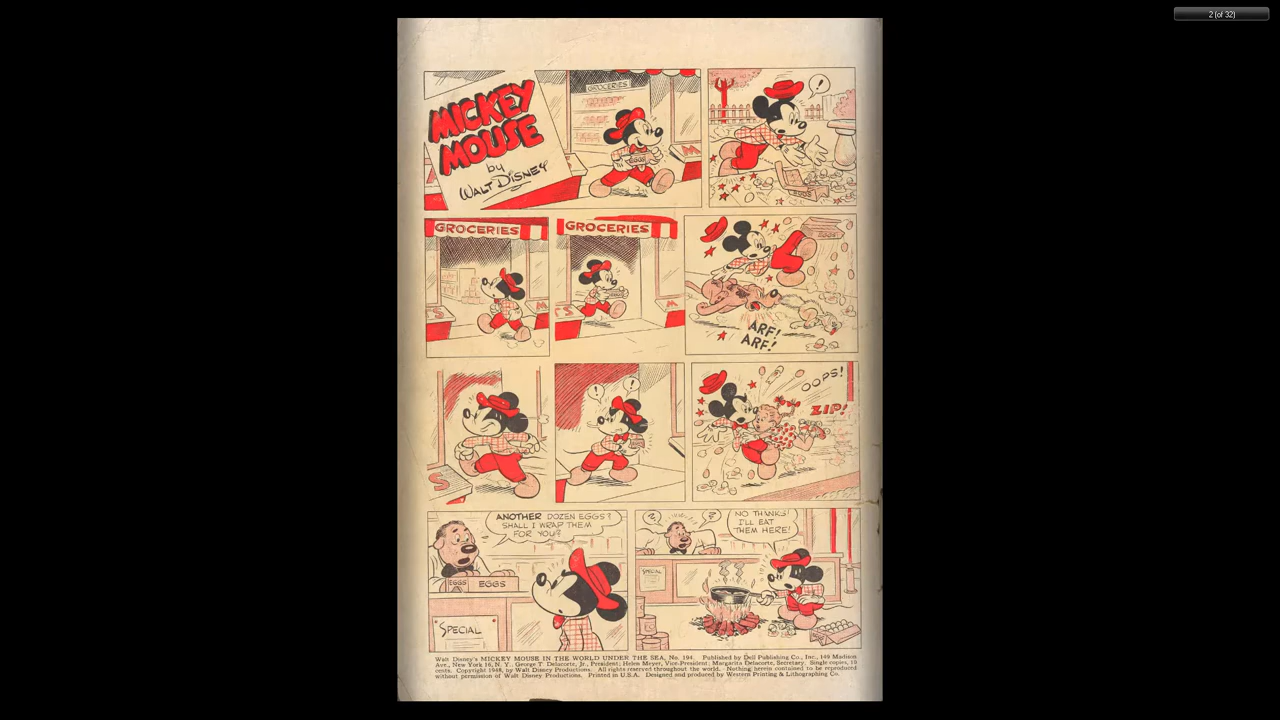 2 (of 32)
MICKEY
MOUSE
by
WALT DISNEY
GROCERIES
EGGS
M
!
EGGS
GROCERIES
S
M
GROCERIES
S
M
EGGS
ARF!
ARF!
S
! !
OOPS!
ZIP!
ANOTHER DOZEN EGGS?
SHALL I WRAP THEM
FOR YOU?
EGGS
EGGS
SPECIAL
? ?
NO THANKS!
I'LL EAT
THEM HERE!
SPECIAL
Walt Disney's MICKEY MOUSE IN THE WORLD UNDER THE SEA, No. 194. Published by Dell Publishing Co., Inc., 149 Madison
Ave., New York 16, N. Y. George T. Delacorte, Jr., President; Helen Meyer, Vice-President; Margarita Delacorte, Secretary. Single copies, 10
cents. Copyright 1948, by Walt Disney Productions. All rights reserved throughout the world. Nothing herein contained to be reproduced
without permission of Walt Disney Productions. Printed in U.S.A. Designed and produced by Western Printing & Lithographing Co.